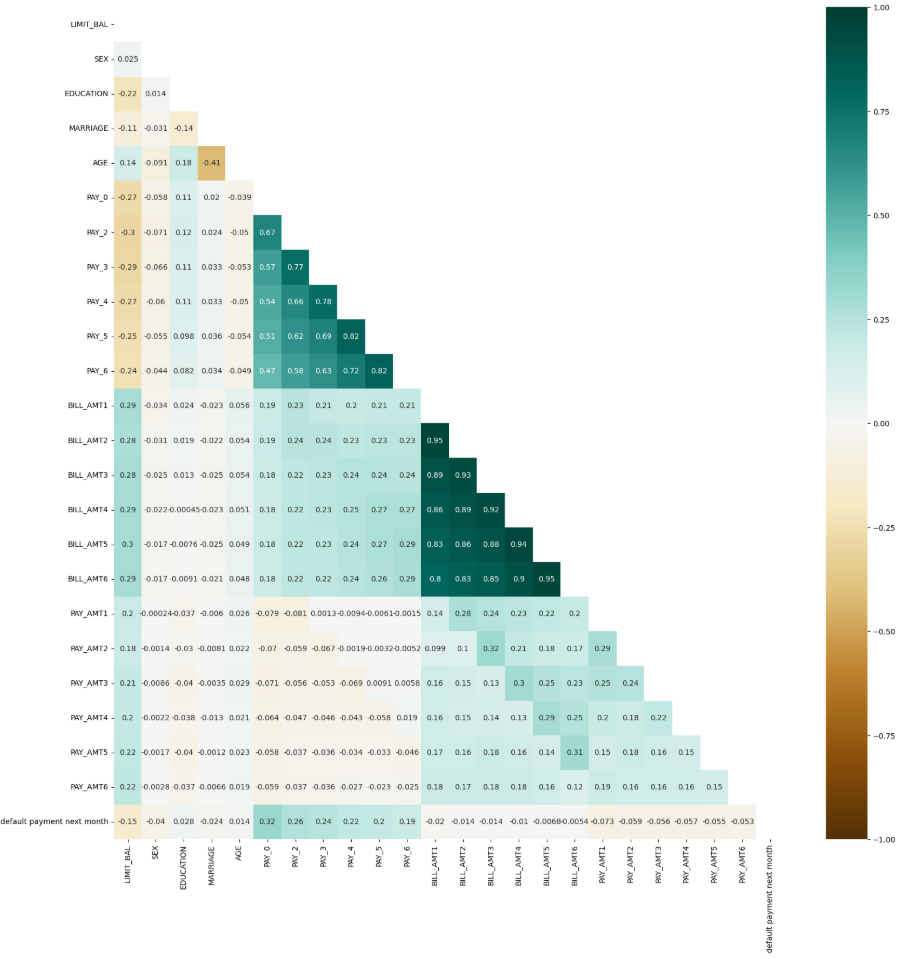 LIMIT_BAL
SEX 0.025
EDUCATION -0.22 0.014
MARRIAGE -0.11 -0.031 -0.14
AGE 0.14 -0.091 0.18 -0.41
PAY_0 -0.27 -0.058 0.11 0.02 -0.039
PAY_2 -0.3 -0.071 0.12 0.024 -0.05 0.67
PAY_3 -0.29 -0.066 0.11 0.033 -0.053 0.57 0.77
PAY_4 -0.27 -0.06 0.11 0.033 -0.05 0.54 0.66 0.78
PAY_5 -0.25 -0.055 0.098 0.036 -0.054 0.51 0.62 0.69 0.82
PAY_6 -0.24 -0.044 0.082 0.034 -0.049 0.47 0.58 0.63 0.72 0.82
BILL_AMT1 0.29 -0.034 0.024 -0.023 0.056 0.19 0.23 0.21 0.2 0.21 0.21
BILL_AMT2 0.28 -0.031 0.019 -0.022 0.054 0.19 0.24 0.24 0.23 0.23 0.23 0.95
BILL_AMT3 0.28 -0.025 0.013 -0.025 0.054 0.18 0.22 0.23 0.24 0.24 0.24 0.89 0.93
BILL_AMT4 0.29 -0.022 -0.00045 -0.023 0.051 0.18 0.22 0.23 0.25 0.27 0.27 0.86 0.89 0.92
BILL_AMT5 0.3 -0.017 -0.0076 -0.025 0.049 0.18 0.22 0.23 0.24 0.27 0.29 0.83 0.86 0.88 0.94
BILL_AMT6 0.29 -0.017 -0.0091 -0.021 0.048 0.18 0.22 0.22 0.24 0.26 0.29 0.8 0.83 0.85 0.9 0.95
PAY_AMT1 0.2 -0.00024 -0.037 -0.006 0.026 -0.079 -0.081 0.0013 -0.0094 -0.0061 -0.0015 0.14 0.28 0.24 0.23 0.22 0.2
PAY_AMT2 0.18 -0.0014 -0.03 -0.0081 0.022 -0.07 -0.059 -0.067 -0.0019 -0.0032 -0.0052 0.099 0.1 0.32 0.21 0.18 0.17 0.29
PAY_AMT3 0.21 -0.0086 -0.04 -0.0035 0.029 -0.071 -0.056 -0.053 -0.069 0.0091 0.0058 0.16 0.15 0.13 0.3 0.25 0.23 0.25 0.24
PAY_AMT4 0.2 -0.0022 -0.038 -0.013 0.021 -0.064 -0.047 -0.046 -0.043 -0.058 0.019 0.16 0.15 0.14 0.13 0.29 0.25 0.2 0.18 0.22
PAY_AMT5 0.22 -0.0017 -0.04 -0.0012 0.023 -0.058 -0.037 -0.036 -0.034 -0.033 -0.046 0.17 0.16 0.18 0.16 0.14 0.31 0.15 0.18 0.16 0.15
PAY_AMT6 0.22 -0.0028 -0.037 -0.0066 0.019 -0.059 -0.037 -0.036 -0.027 -0.023 -0.025 0.18 0.17 0.18 0.18 0.16 0.12 0.19 0.16 0.16 0.16 0.15
default payment next month -0.15 -0.04 0.028 -0.024 0.014 0.32 0.26 0.24 0.22 0.2 0.19 -0.02 -0.014 -0.014 -0.01 -0.0068 -0.0054 -0.073 -0.059 -0.056 -0.057 -0.055 -0.053
LIMIT_BAL
SEX
EDUCATION
MARRIAGE
AGE
PAY_0
PAY_2
PAY_3
PAY_4
PAY_5
PAY_6
BILL_AMT1
BILL_AMT2
BILL_AMT3
BILL_AMT4
BILL_AMT5
BILL_AMT6
PAY_AMT1
PAY_AMT2
PAY_AMT3
PAY_AMT4
PAY_AMT5
PAY_AMT6
default payment next month
1.00
0.75
0.50
0.25
0.00
−0.25
−0.50
−0.75
−1.00